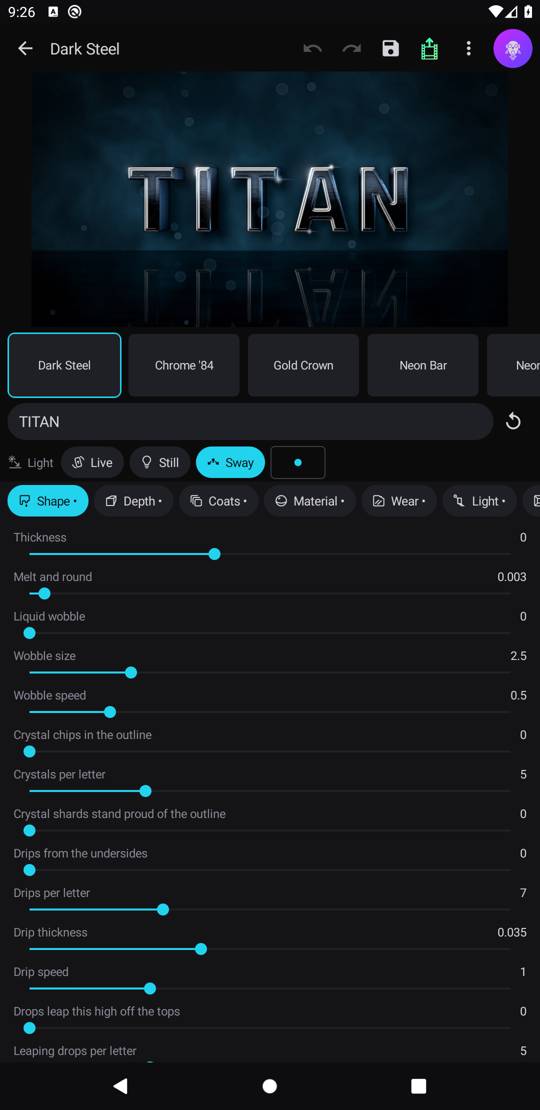 9:26
Dark Steel
TITAN
Dark Steel
Chrome '84
Gold Crown
Neon Bar
TITAN
Light
Live
Still
Sway
Shape •
Depth •
Coats •
Material •
Wear •
Light •
Thickness 0
Melt and round 0.003
Liquid wobble 0
Wobble size 2.5
Wobble speed 0.5
Crystal chips in the outline 0
Crystals per letter 5
Crystal shards stand proud of the outline 0
Drips from the undersides 0
Drips per letter 7
Drip thickness 0.035
Drip speed 1
Drops leap this high off the tops 0
Leaping drops per letter 5